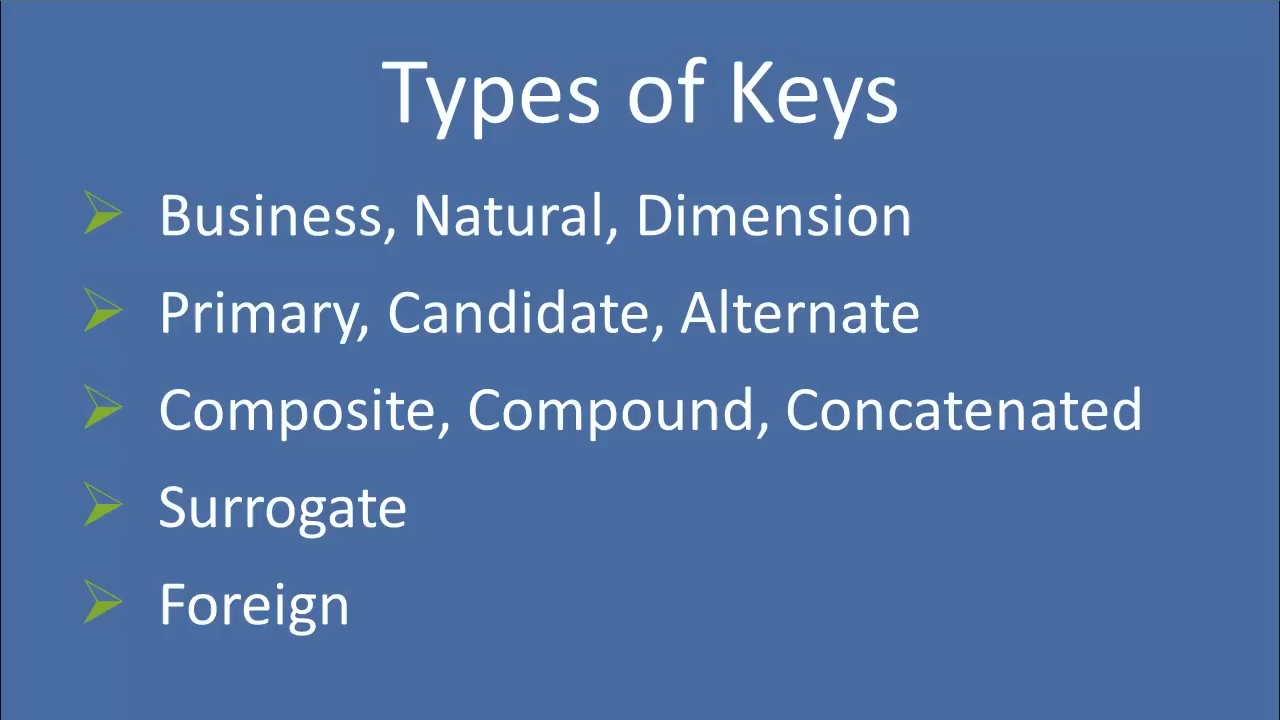 Types of Keys
Business, Natural, Dimension
Primary, Candidate, Alternate
Composite, Compound, Concatenated
Surrogate
Foreign